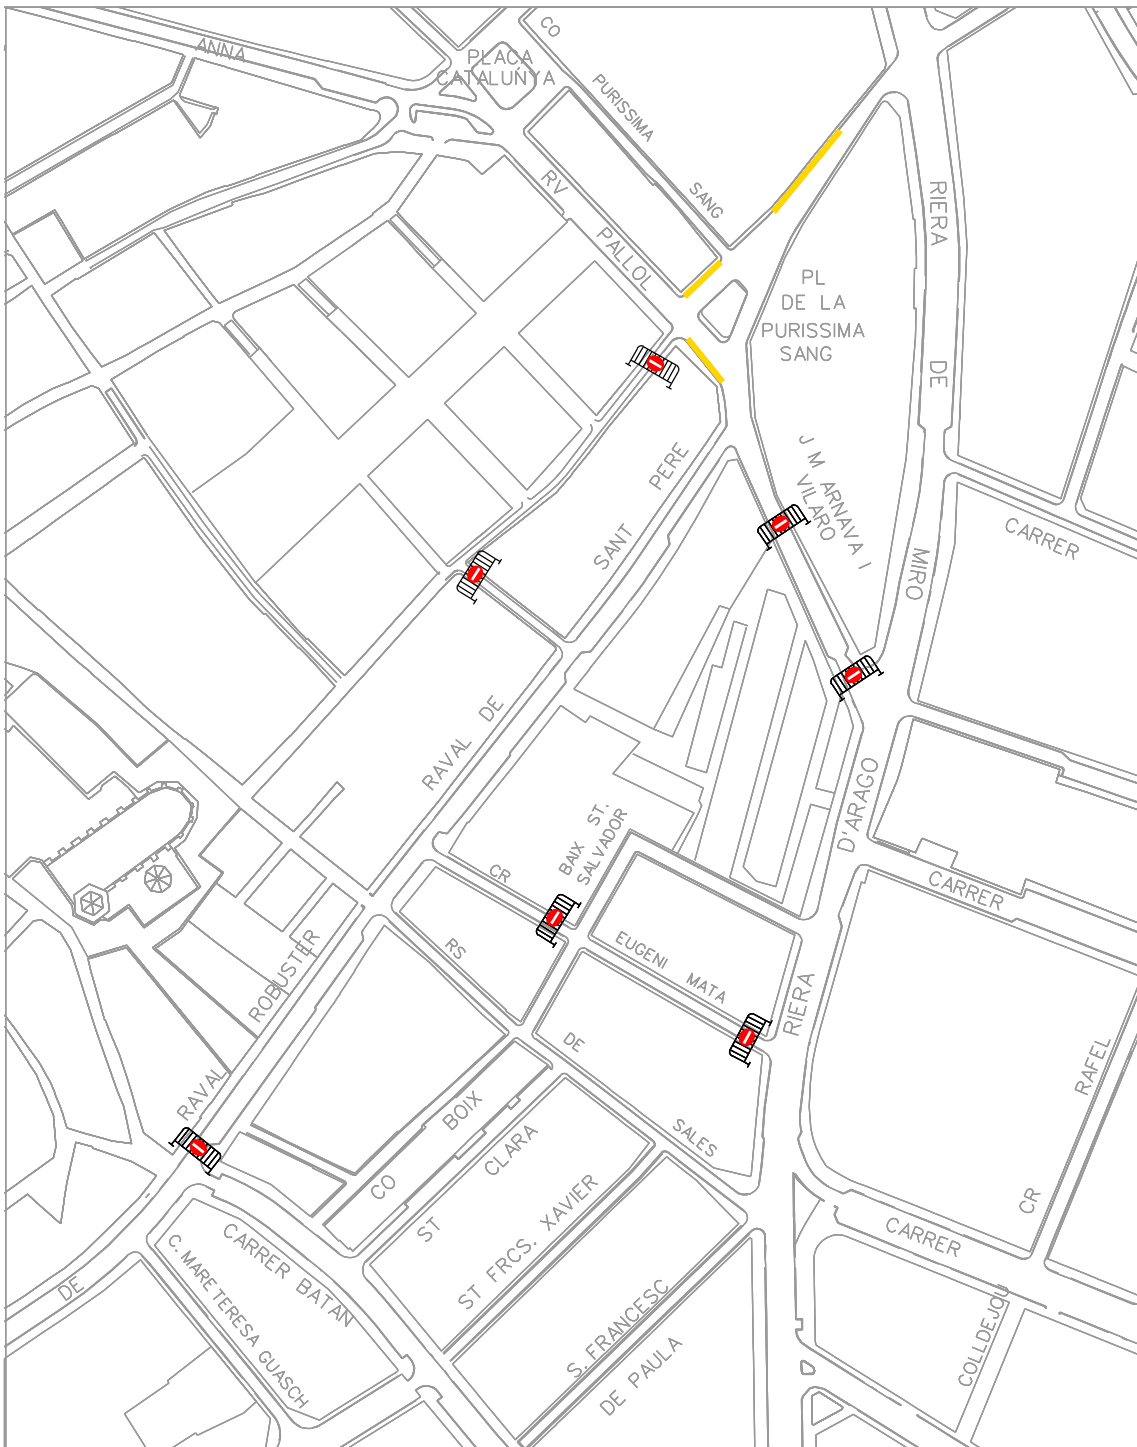 ANNA
PLACA
CATALUNYA
CO
PURISSIMA
SANG
RV
PALLOL
RIERA
DE
MIRO
D'ARAGO
PL
DE LA
PURISSIMA
SANG
J M ARNAVA I
VILARO
CARRER
SANT PERE
RAVAL DE
BAIX ST.
SALVADOR
CR
RS
EUGENI MATA
CARRER
RIERA
ROBUSTER
RAVAL
DE
DE
SALES
BOIX
CO
RAFEL
CR
ST CLARA
ST FRCS. XAVIER
CARRER BATAN
C. MARE TERESA GUASCH
S. FRANCESC
DE PAULA
CARRER
COLLDEJOU